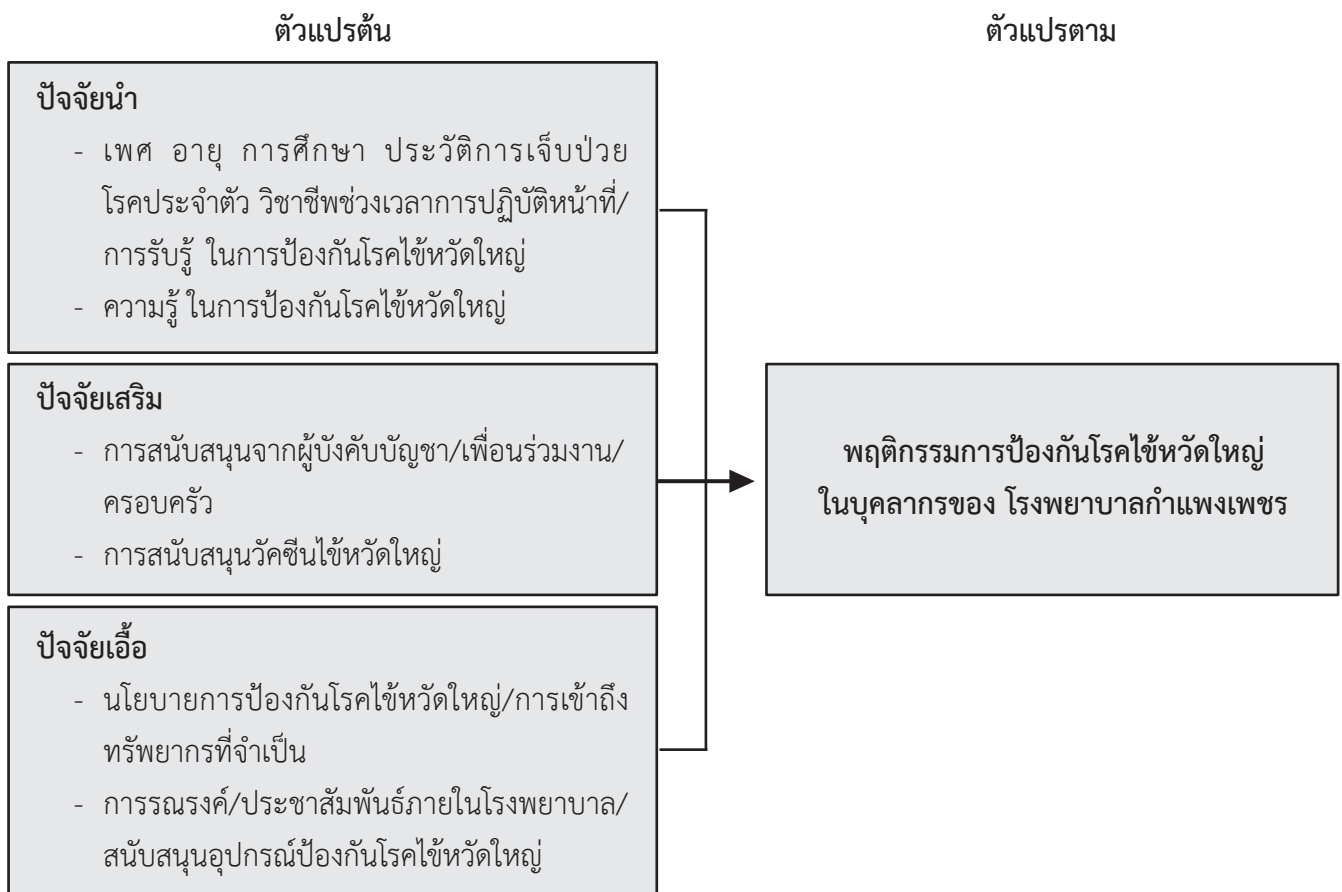 ตัวแปรต้น
ตัวแปรตาม
ปัจจัยนำ
- เพศ อายุ การศึกษา ประวัติการเจ็บป่วย
โรคประจำตัว วิชาชีพช่วงเวลาการปฏิบัติหน้าที่/
การรับรู้ ในการป้องกันโรคไข้หวัดใหญ่
- ความรู้ ในการป้องกันโรคไข้หวัดใหญ่
ปัจจัยเสริม
- การสนับสนุนจากผู้บังคับบัญชา/เพื่อนร่วมงาน/
ครอบครัว
- การสนับสนุนวัคซีนไข้หวัดใหญ่
ปัจจัยเอื้อ
- นโยบายการป้องกันโรคไข้หวัดใหญ่/การเข้าถึง
ทรัพยากรที่จำเป็น
- การรณรงค์/ประชาสัมพันธ์ภายในโรงพยาบาล/
สนับสนุนอุปกรณ์ป้องกันโรคไข้หวัดใหญ่
พฤติกรรมการป้องกันโรคไข้หวัดใหญ่
ในบุคลากรของ โรงพยาบาลกำแพงเพชร